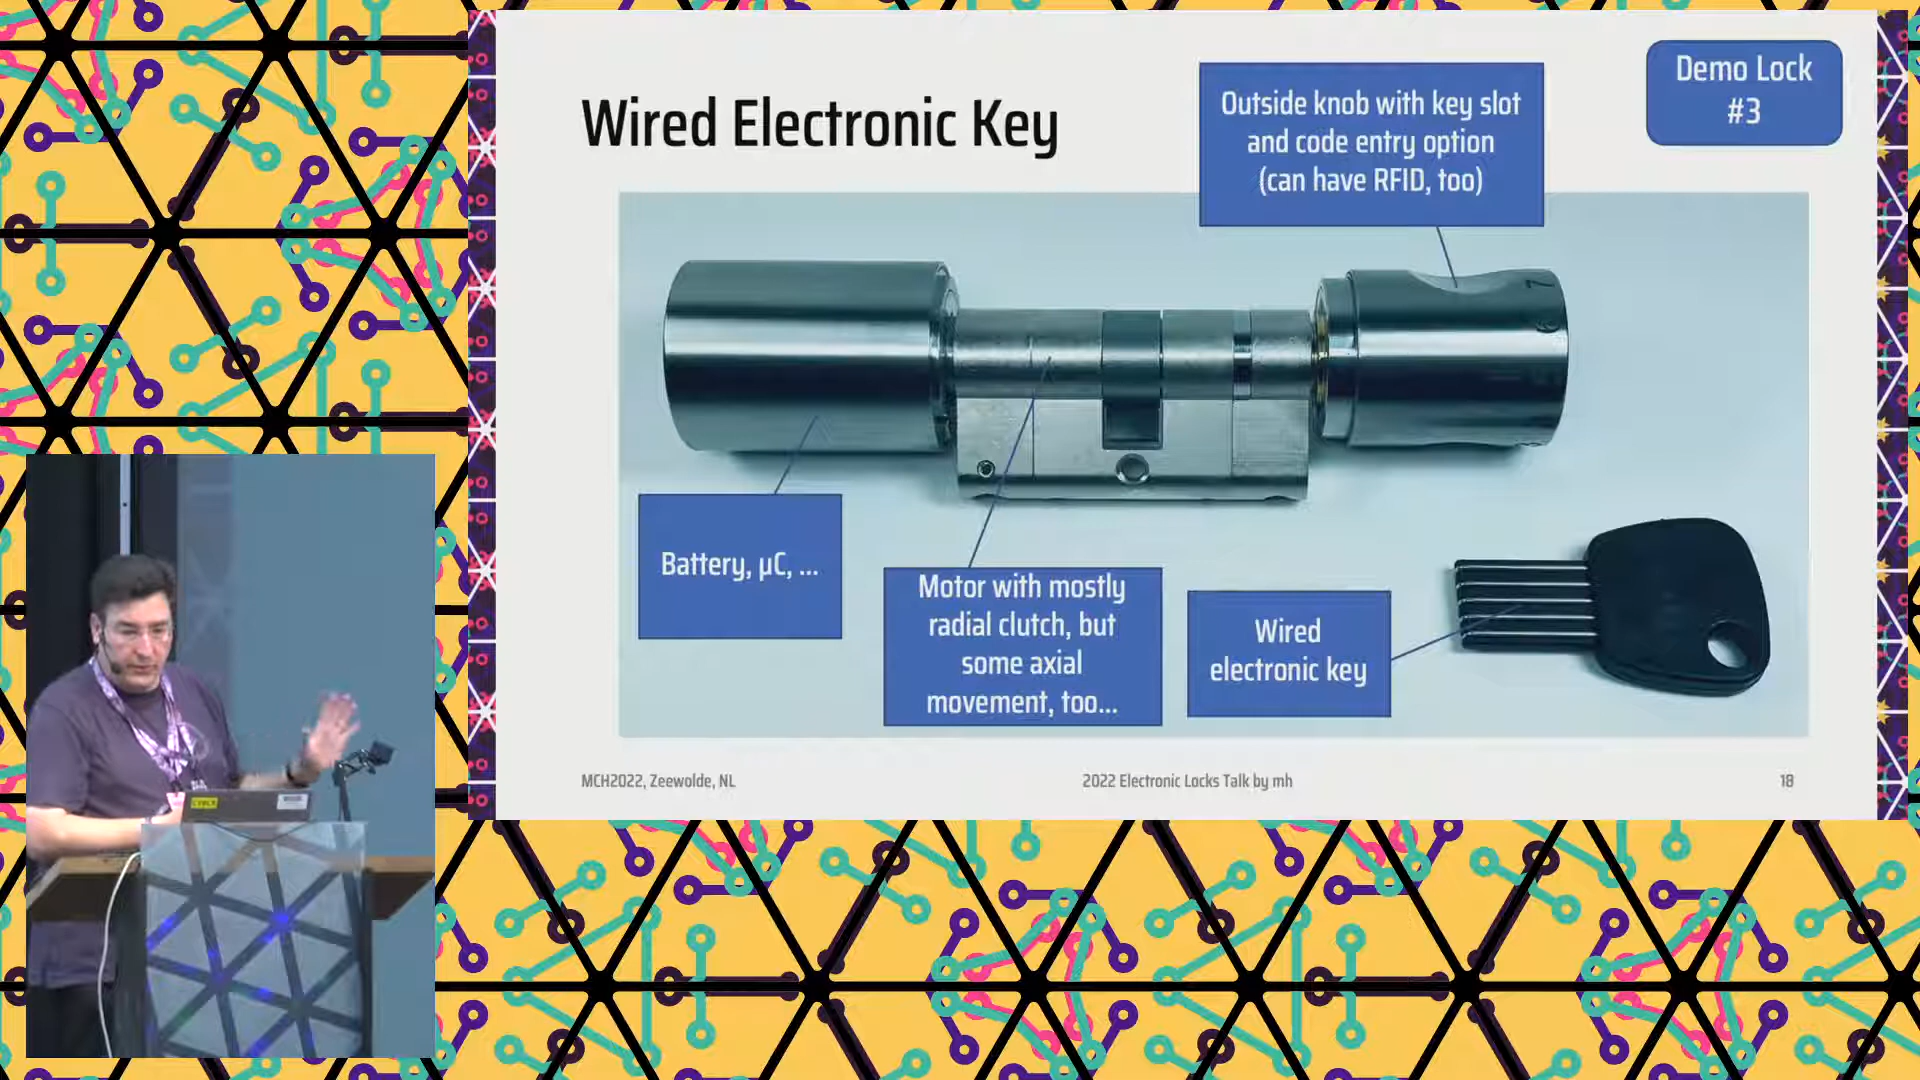 Demo Lock
#3
Outside knob with key slot
and code entry option
(can have RFID, too)
Wired Electronic Key
7
Battery, µC, ...
Motor with mostly
radial clutch, but
some axial
movement, too...
Wired
electronic key
MCH2022, Zeewolde, NL
2022 Electronic Locks Talk by mh
18